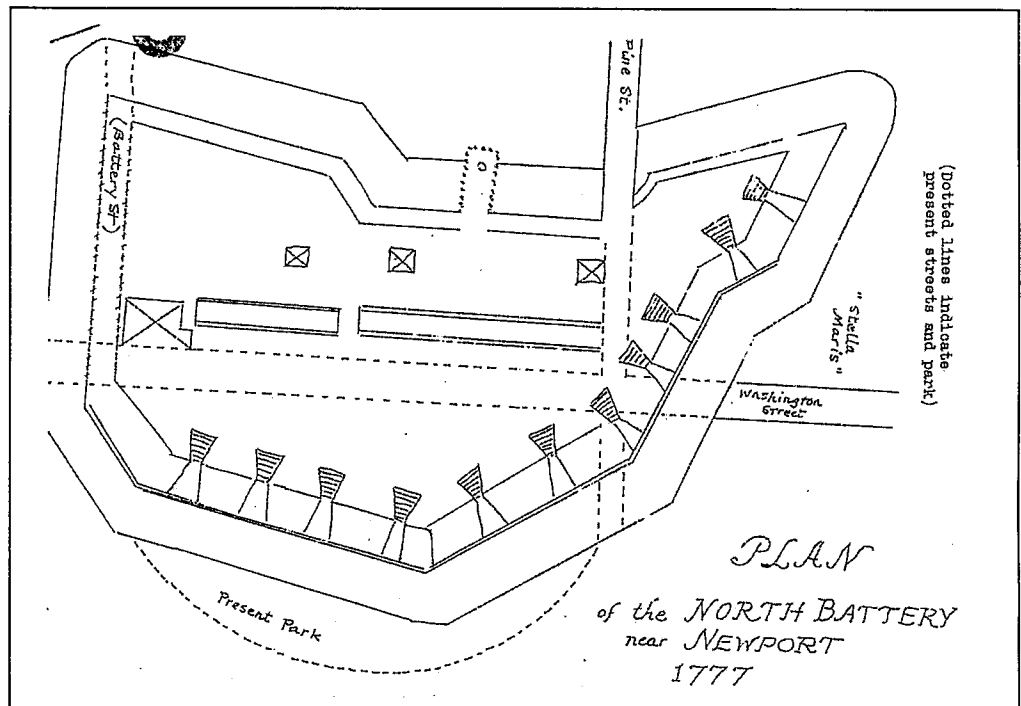 Pine St.
(Battery St)
(Dotted lines indicate
present streets and park)
"Stella
Maris"
Washington
Street
Present Park
PLAN
of the NORTH BATTERY
near NEWPORT
1777